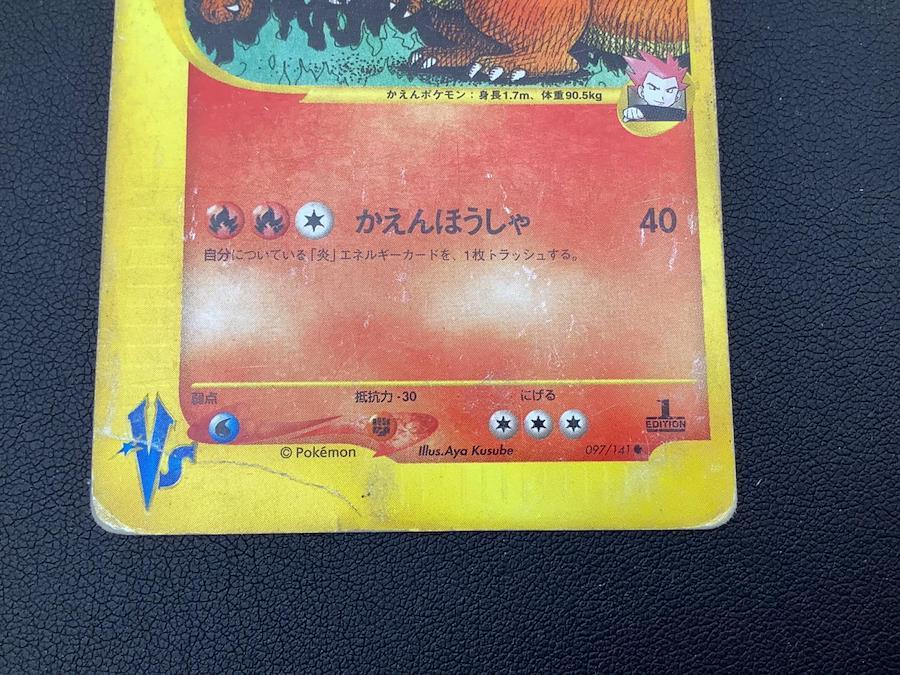 かえんポケモン：身長1.7m、体重90.5kg
かえんほうしゃ 40
自分についている「炎」エネルギーカードを、1枚トラッシュする。
弱点 抵抗力-30 にげる
1
EDITION
© Pokémon Illus.Aya Kusube 097/141
VS